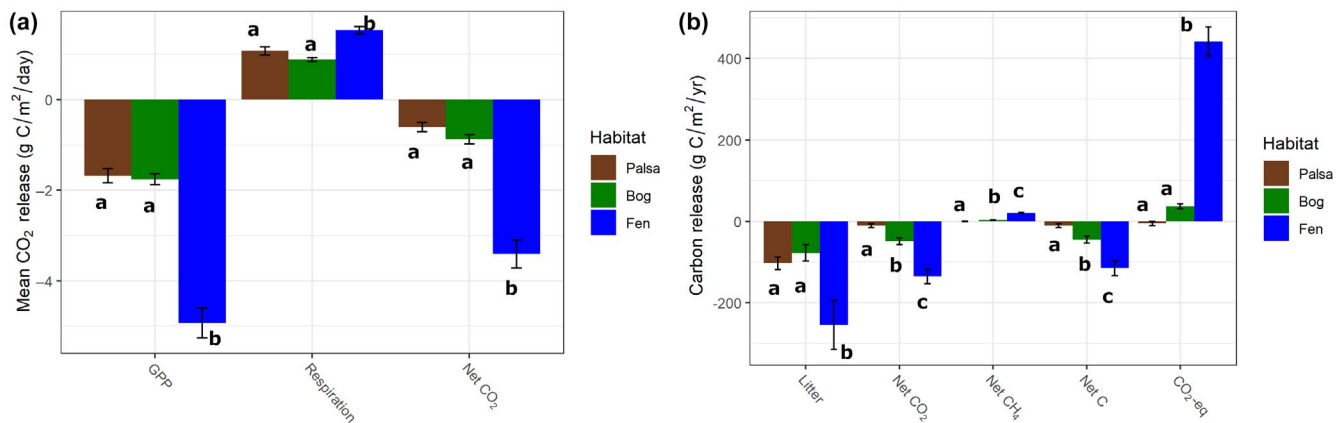 (a)
Mean CO₂ release (g C/m²/day)
0
−2
−4
a
a
b
a
a
b
a
a
b
GPP
Respiration
Net CO₂
Habitat
Palsa
Bog
Fen
(b)
Carbon release (g C/m²/yr)
400
200
0
-200
a
a
b
a
b
c
a
b
c
a
b
c
a
a
b
Litter
Net CO₂
Net CH₄
Net C
CO₂-eq
Habitat
Palsa
Bog
Fen